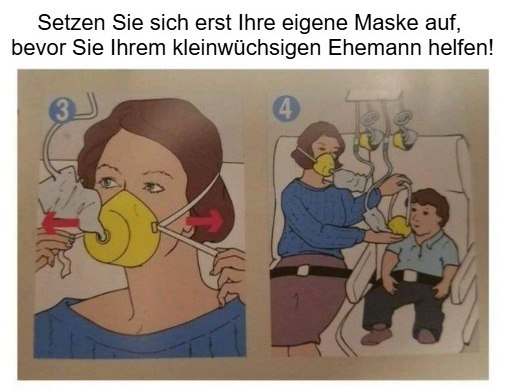 Setzen Sie sich erst Ihre eigene Maske auf,
bevor Sie Ihrem kleinwüchsigen Ehemann helfen!
3
4